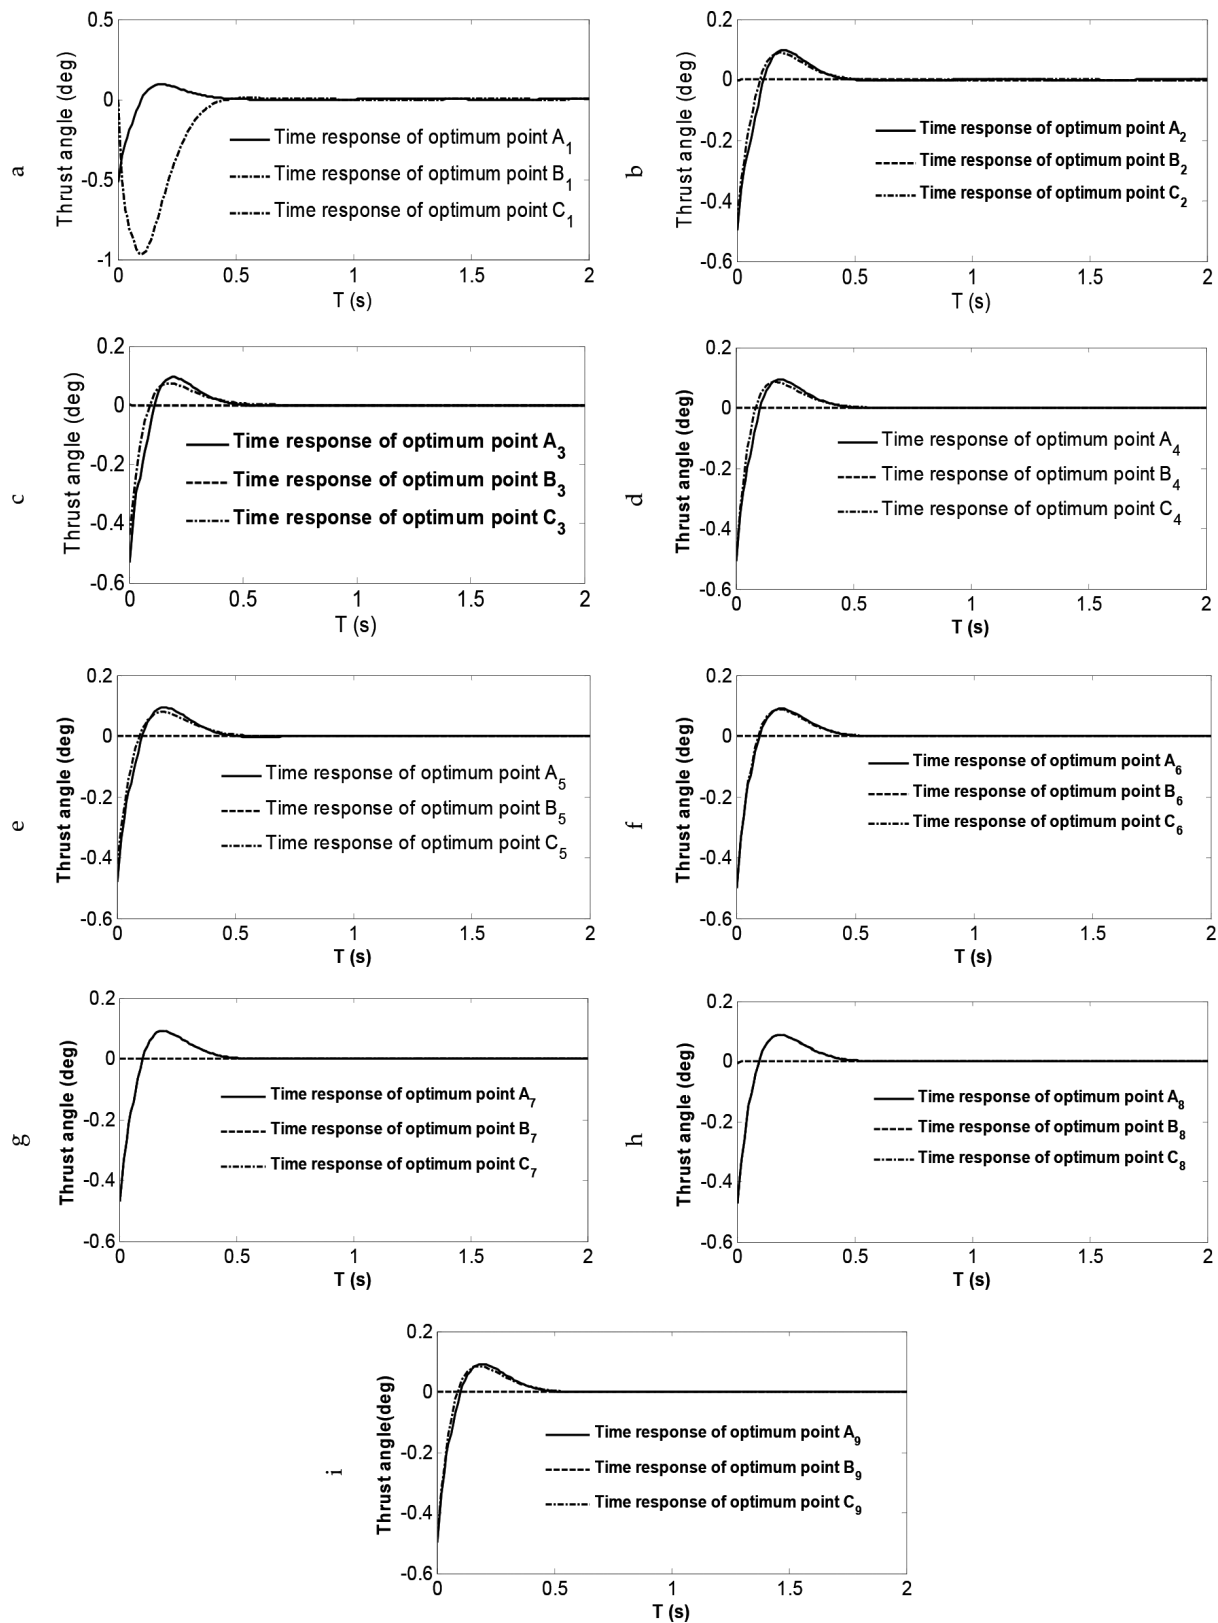 a
Thrust angle (deg)
0.5
0
-0.5
-1
Time response of optimum point A1
Time response of optimum point B1
Time response of optimum point C1
0 0.5 1 1.5 2
T (s)
b
Thrust angle (deg)
0.2
0
-0.2
-0.4
-0.6
Time response of optimum point A2
Time response of optimum point B2
Time response of optimum point C2
0 0.5 1 1.5 2
T (s)
c
Thrust angle (deg)
0.2
0
-0.2
-0.4
-0.6
Time response of optimum point A3
Time response of optimum point B3
Time response of optimum point C3
0 0.5 1 1.5 2
T (s)
d
Thrust angle (deg)
0.2
0
-0.2
-0.4
-0.6
Time response of optimum point A4
Time response of optimum point B4
Time response of optimum point C4
0 0.5 1 1.5 2
T (s)
e
Thrust angle (deg)
0.2
0
-0.2
-0.4
-0.6
Time response of optimum point A5
Time response of optimum point B5
Time response of optimum point C5
0 0.5 1 1.5 2
T (s)
f
Thrust angle (deg)
0.2
0
-0.2
-0.4
-0.6
Time response of optimum point A6
Time response of optimum point B6
Time response of optimum point C6
0 0.5 1 1.5 2
T (s)
g
Thrust angle (deg)
0.2
0
-0.2
-0.4
-0.6
Time response of optimum point A7
Time response of optimum point B7
Time response of optimum point C7
0 0.5 1 1.5 2
T (s)
h
Thrust angle (deg)
0.2
0
-0.2
-0.4
-0.6
Time response of optimum point A8
Time response of optimum point B8
Time response of optimum point C8
0 0.5 1 1.5 2
T (s)
i
Thrust angle(deg)
0.2
0
-0.2
-0.4
-0.6
Time response of optimum point A9
Time response of optimum point B9
Time response of optimum point C9
0 0.5 1 1.5 2
T (s)